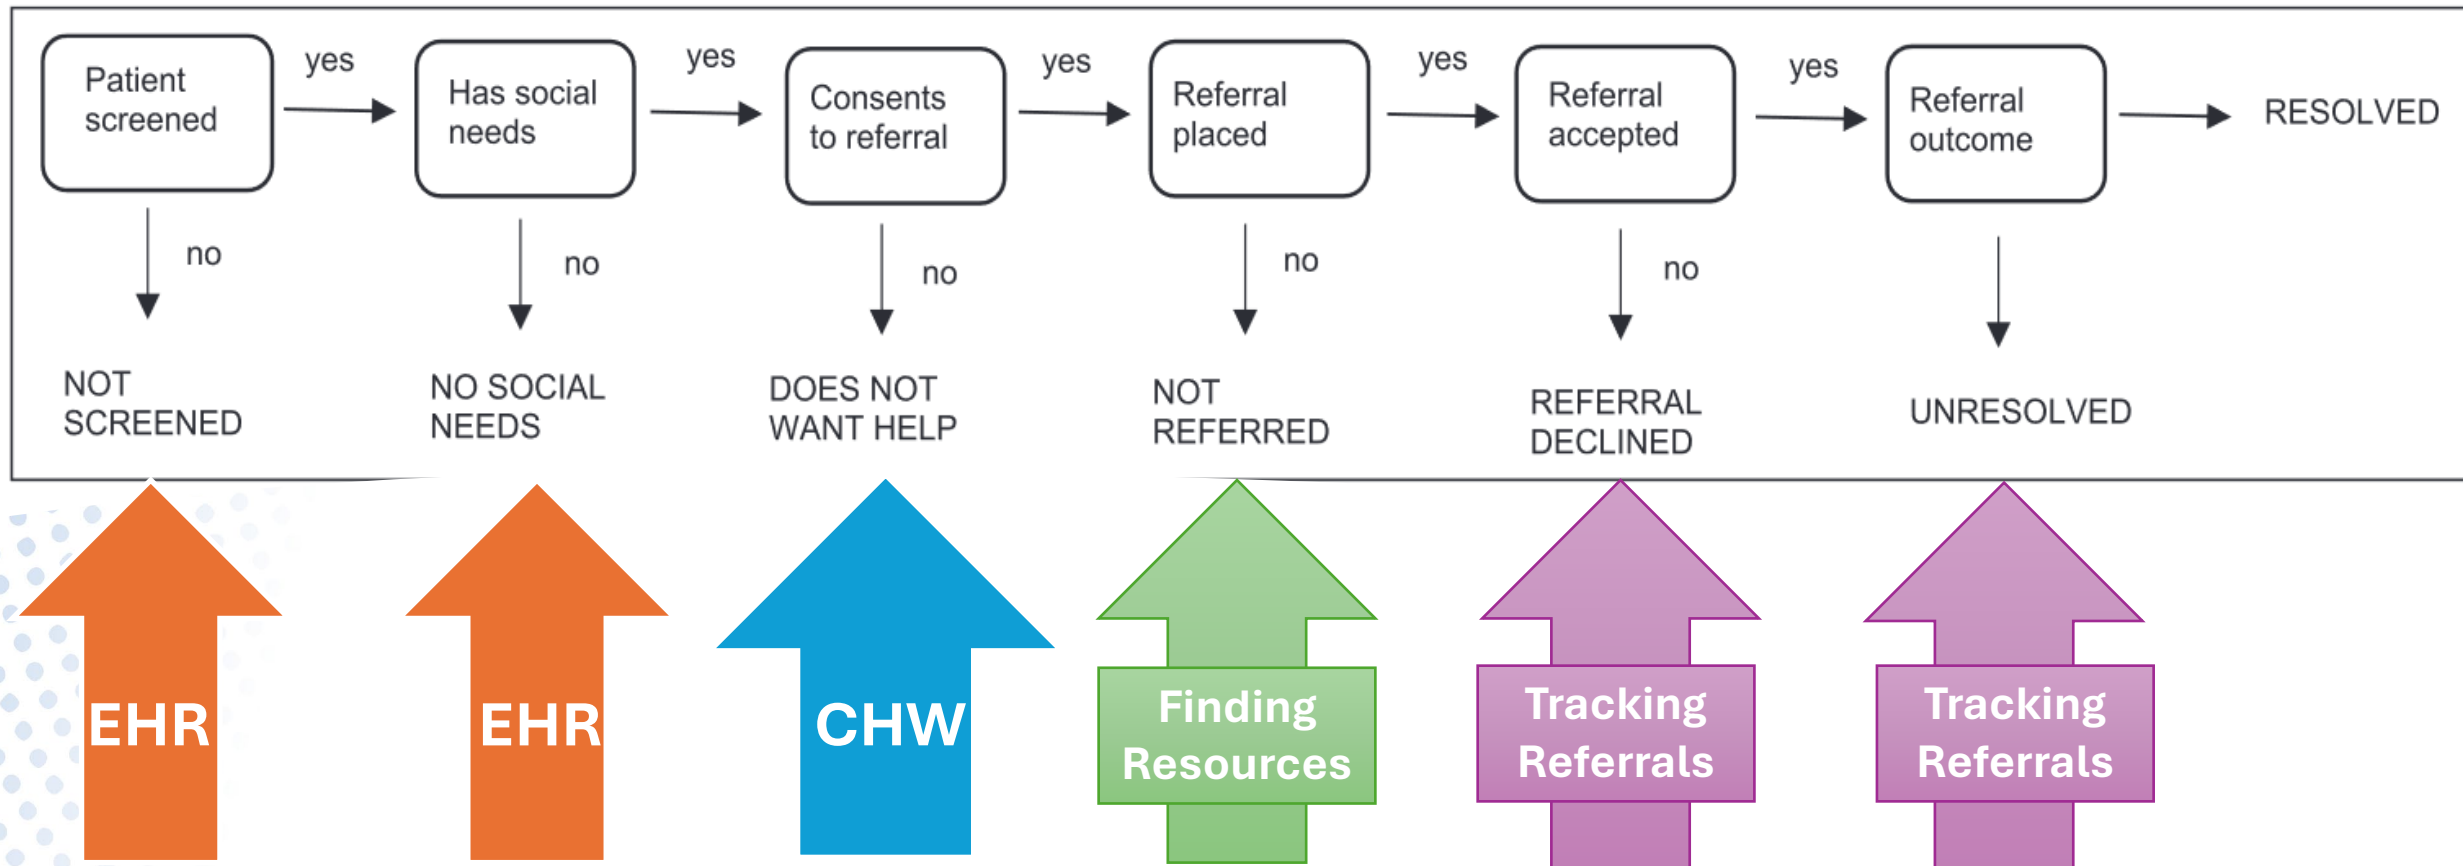 Patient
screened
yes
Has social
needs
yes
Consents
to referral
yes
Referral
placed
yes
Referral
accepted
yes
Referral
outcome
RESOLVED
no
no
no
no
no
NOT
SCREENED
NO SOCIAL
NEEDS
DOES NOT
WANT HELP
NOT
REFERRED
REFERRAL
DECLINED
UNRESOLVED
EHR
EHR
CHW
Finding
Resources
Tracking
Referrals
Tracking
Referrals